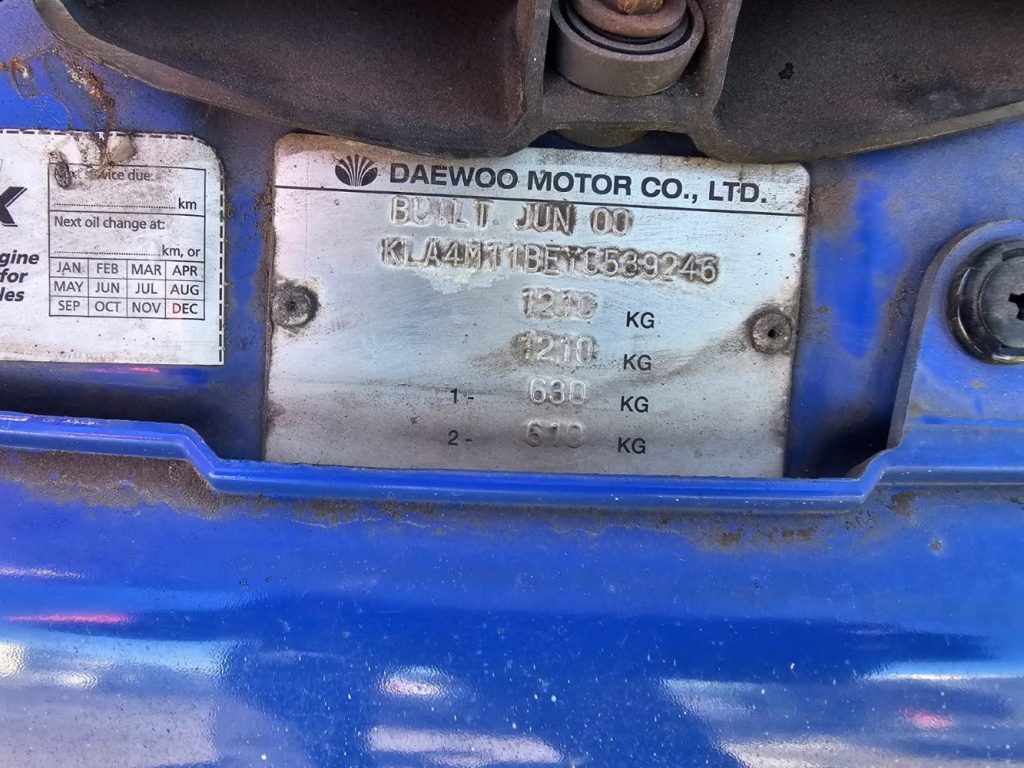 Next Service due:
km
Next oil change at:
km, or
JAN FEB MAR APR
MAY JUN JUL AUG
SEP OCT NOV DEC
gine
for
les
DAEWOO MOTOR CO., LTD.
BUILT. JUN 00
KLA4M11BEYC539246
1210 KG
1210 KG
1- 630 KG
2- 610 KG